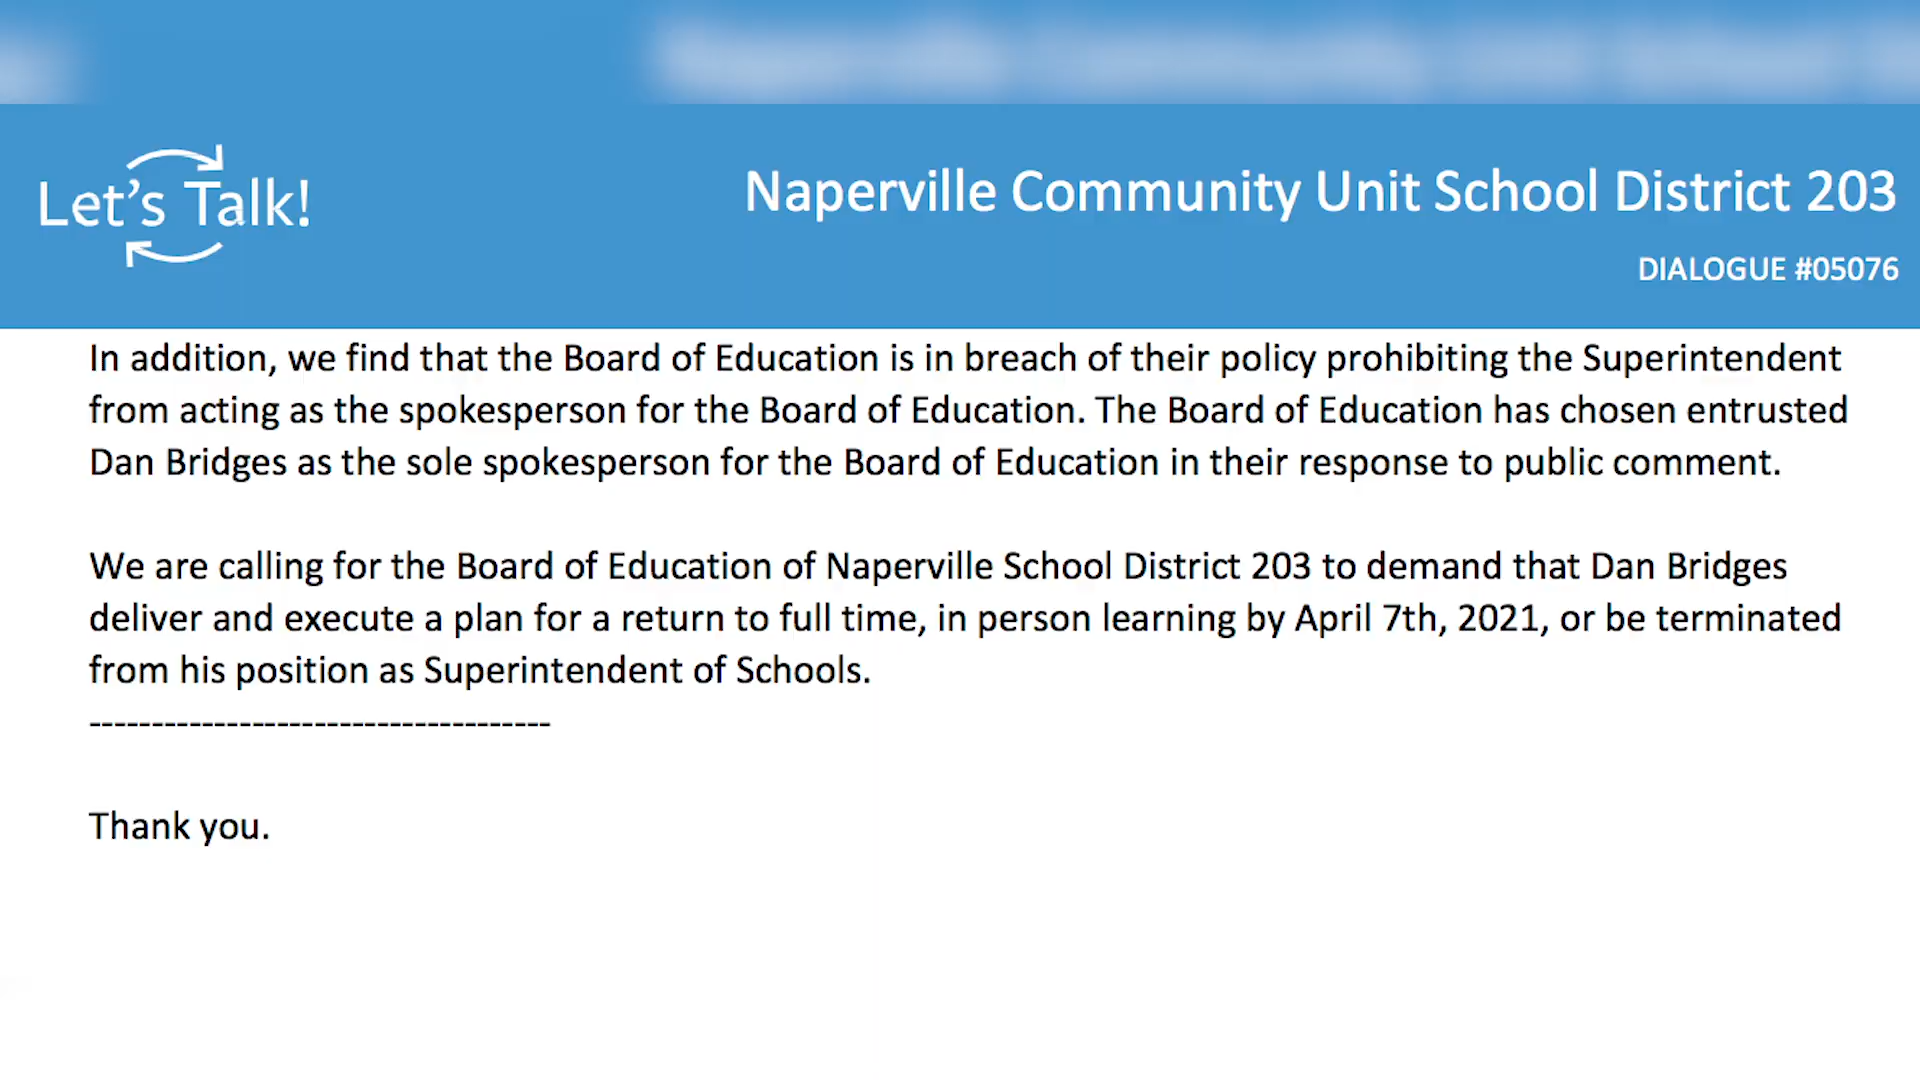 Let's Talk!
Naperville Community Unit School District 203
DIALOGUE #05076
In addition, we find that the Board of Education is in breach of their policy prohibiting the Superintendent
from acting as the spokesperson for the Board of Education. The Board of Education has chosen entrusted
Dan Bridges as the sole spokesperson for the Board of Education in their response to public comment.
We are calling for the Board of Education of Naperville School District 203 to demand that Dan Bridges
deliver and execute a plan for a return to full time, in person learning by April 7th, 2021, or be terminated
from his position as Superintendent of Schools.
-------------------------------------
Thank you.